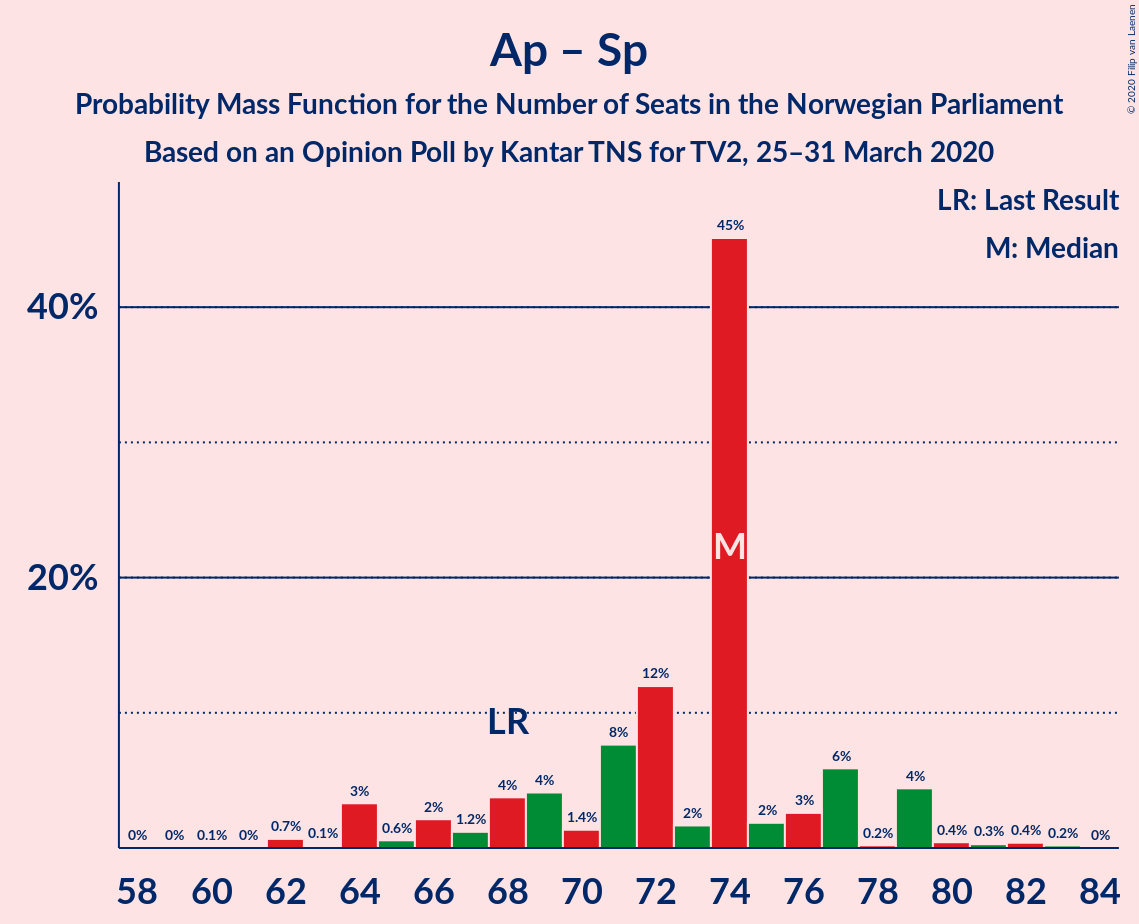 Ap – Sp
Probability Mass Function for the Number of Seats in the Norwegian Parliament
Based on an Opinion Poll by Kantar TNS for TV2, 25–31 March 2020
© 2020 Filip van Laenen
LR: Last Result
M: Median
40%
20%
0% 0% 0.1% 0% 0.7% 0.1% 3% 0.6% 2% 1.2% 4% 4% 1.4% 8% 12% 2% 45% 2% 3% 6% 0.2% 4% 0.4% 0.3% 0.4% 0.2% 0%
LR
M
58 60 62 64 66 68 70 72 74 76 78 80 82 84